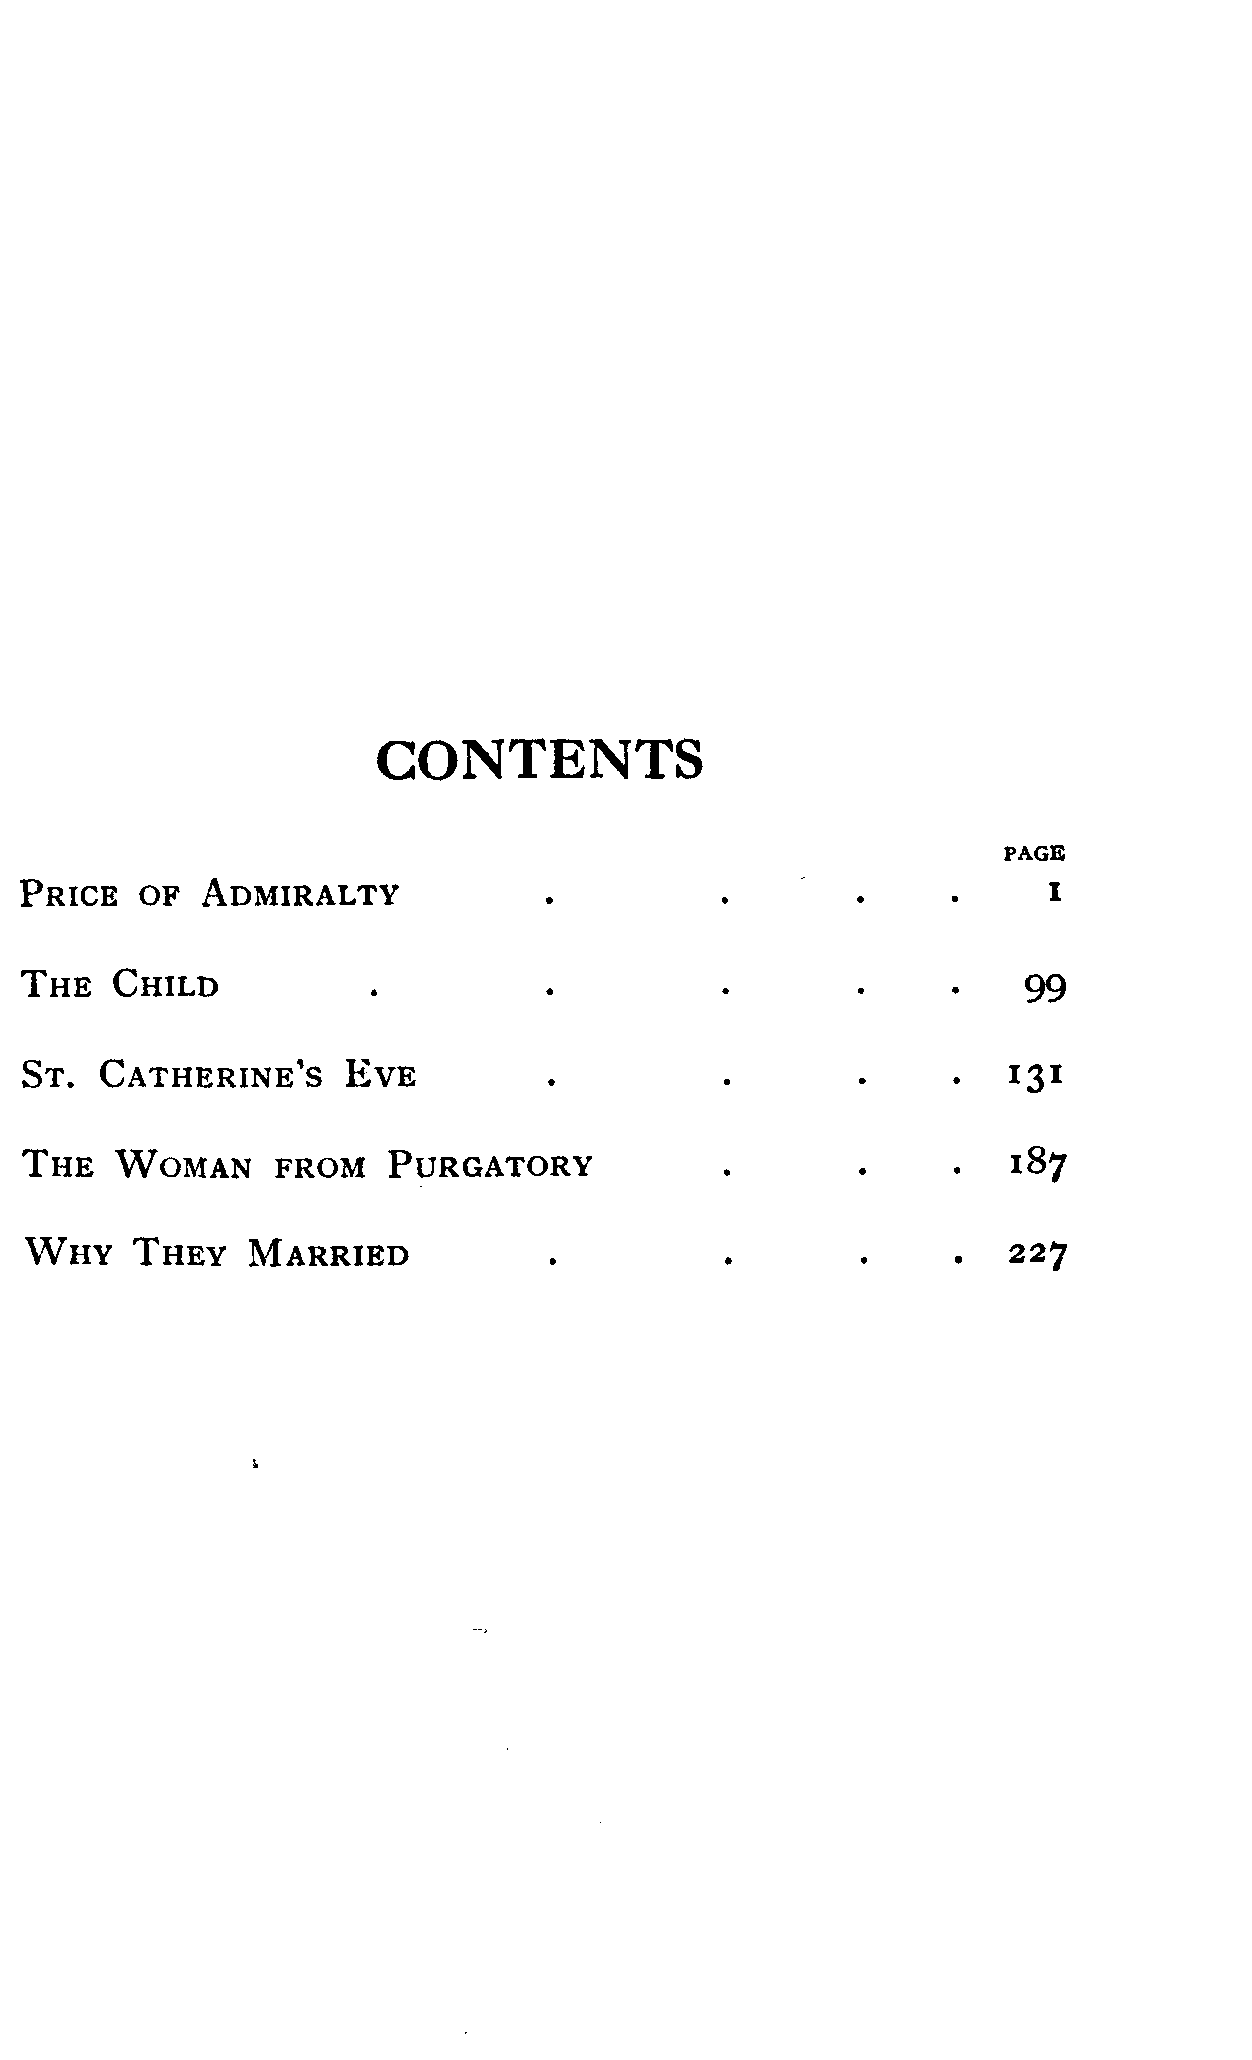 CONTENTS
PAGE
PRICE OF ADMIRALTY . . . . 1
THE CHILD . . . . . 99
ST. CATHERINE'S EVE . . . . 131
THE WOMAN FROM PURGATORY . . . 187
WHY THEY MARRIED . . . . 227